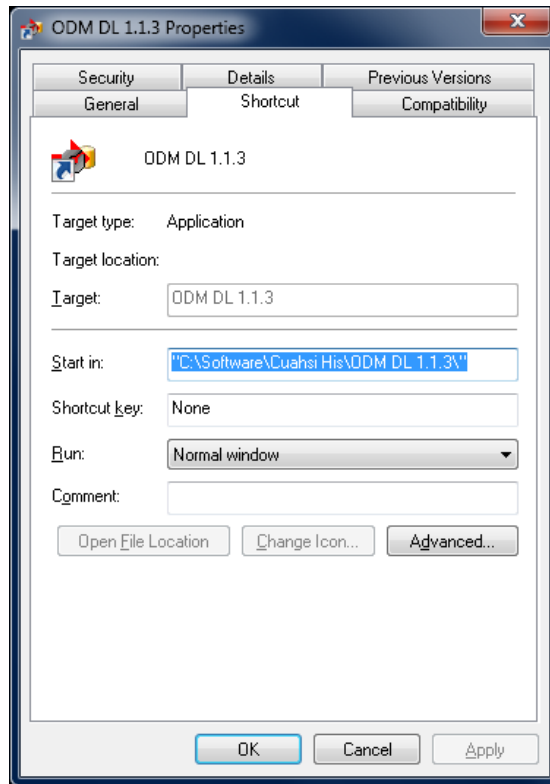 ODM DL 1.1.3 Properties
Security Details Previous Versions
General Shortcut Compatibility
ODM DL 1.1.3
Target type: Application
Target location:
Target: ODM DL 1.1.3
Start in: "C:\Software\Cuahsi His\ODM DL 1.1.3\"
Shortcut key: None
Run: Normal window
Comment:
Open File Location Change Icon... Advanced...
OK Cancel Apply